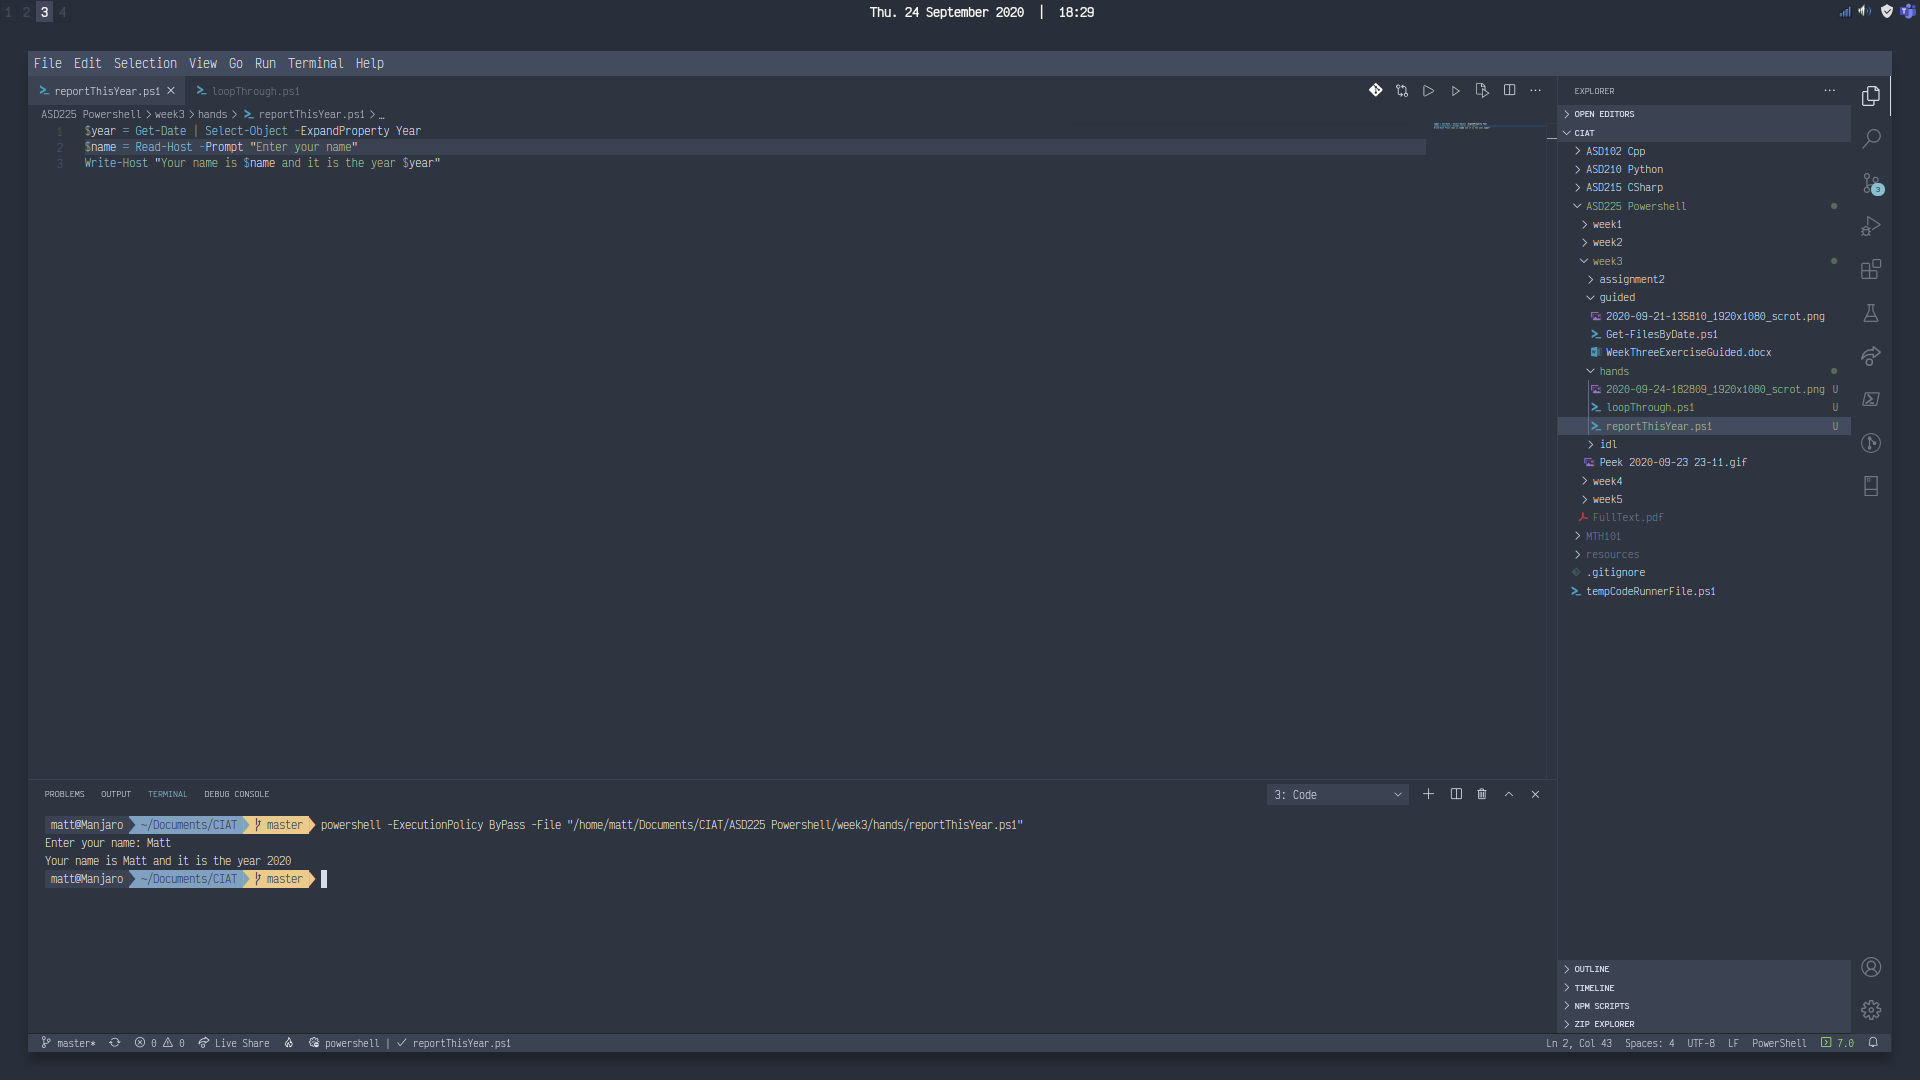 1 2 3 4
Thu. 24 September 2020 | 18:29
File Edit Selection View Go Run Terminal Help
reportThisYear.ps1
loopThrough.ps1
ASD225 Powershell > week3 > hands > reportThisYear.ps1 > …
1 $year = Get-Date | Select-Object -ExpandProperty Year
2 $name = Read-Host -Prompt "Enter your name"
3 Write-Host "Your name is $name and it is the year $year"
EXPLORER
OPEN EDITORS
CIAT
ASD102 Cpp
ASD210 Python
ASD215 CSharp
ASD225 Powershell
week1
week2
week3
assignment2
guided
2020-09-21-135810_1920x1080_scrot.png
Get-FilesByDate.ps1
WeekThreeExerciseGuided.docx
hands
2020-09-24-182809_1920x1080_scrot.png U
loopThrough.ps1 U
reportThisYear.ps1 U
idl
Peek 2020-09-23 23-11.gif
week4
week5
FullText.pdf
MTH101
resources
.gitignore
tempCodeRunnerFile.ps1
OUTLINE
TIMELINE
NPM SCRIPTS
ZIP EXPLORER
3
PROBLEMS OUTPUT TERMINAL DEBUG CONSOLE
3: Code
matt@Manjaro ~/Documents/CIAT master powershell -ExecutionPolicy ByPass -File "/home/matt/Documents/CIAT/ASD225 Powershell/week3/hands/reportThisYear.ps1"
Enter your name: Matt
Your name is Matt and it is the year 2020
matt@Manjaro ~/Documents/CIAT master
master* 0 0 Live Share powershell | reportThisYear.ps1
Ln 2, Col 43 Spaces: 4 UTF-8 LF PowerShell 7.0